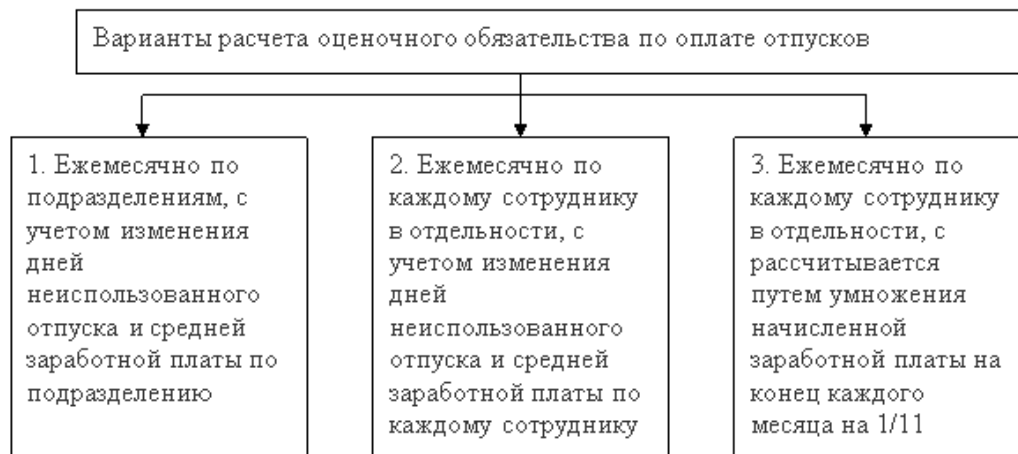 Варианты расчета оценочного обязательства по оплате отпусков
1. Ежемесячно по
подразделениям, с
учетом изменения
дней
неиспользованного
отпуска и средней
заработной платы по
подразделению
2. Ежемесячно по
каждому сотруднику
в отдельности, с
учетом изменения
дней
неиспользованного
отпуска и средней
заработной платы по
каждому сотруднику
3. Ежемесячно по
каждому сотруднику
в отдельности, с
рассчитывается
путем умножения
начисленной
заработной платы на
конец каждого
месяца на 1/11